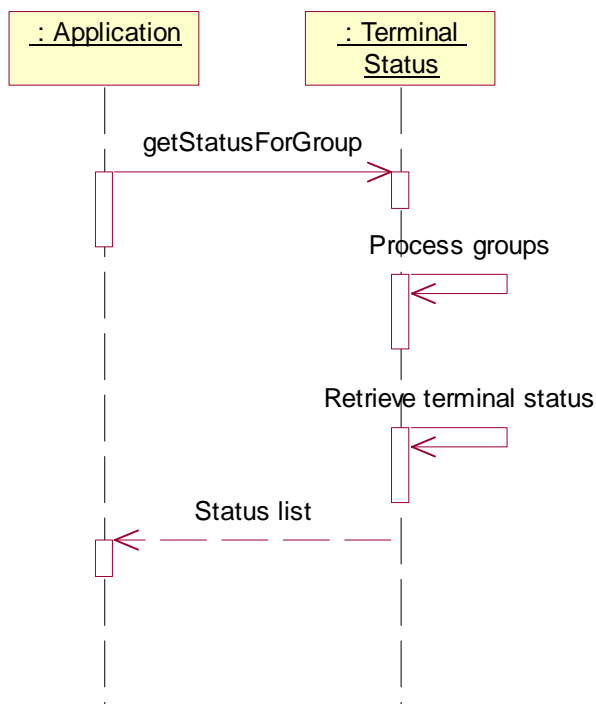 : Application
: Terminal
Status
getStatusForGroup
Process groups
Retrieve terminal status
Status list